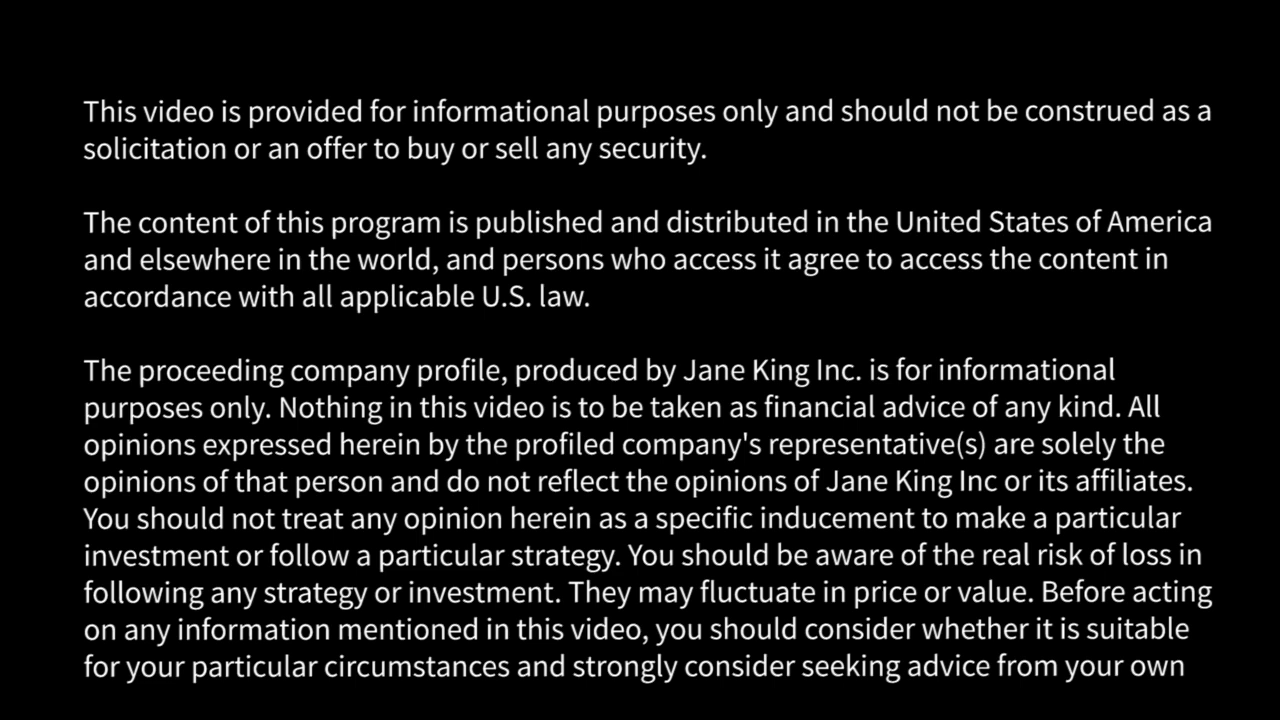 This video is provided for informational purposes only and should not be construed as a
solicitation or an offer to buy or sell any security.
The content of this program is published and distributed in the United States of America
and elsewhere in the world, and persons who access it agree to access the content in
accordance with all applicable U.S. law.
The proceeding company profile, produced by Jane King Inc. is for informational
purposes only. Nothing in this video is to be taken as financial advice of any kind. All
opinions expressed herein by the profiled company's representative(s) are solely the
opinions of that person and do not reflect the opinions of Jane King Inc or its affiliates.
You should not treat any opinion herein as a specific inducement to make a particular
investment or follow a particular strategy. You should be aware of the real risk of loss in
following any strategy or investment. They may fluctuate in price or value. Before acting
on any information mentioned in this video, you should consider whether it is suitable
for your particular circumstances and strongly consider seeking advice from your own